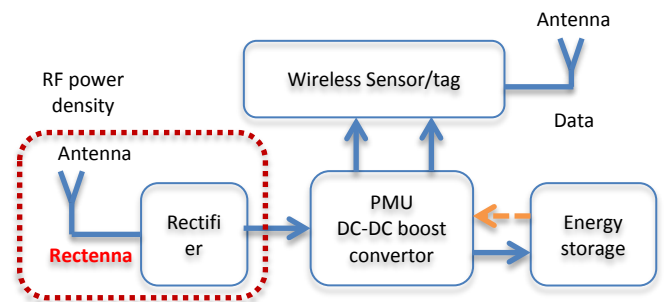 Antenna
Wireless Sensor/tag
RF power
density
Data
Antenna
Rectifi
er
Rectenna
PMU
DC-DC boost
convertor
Energy
storage